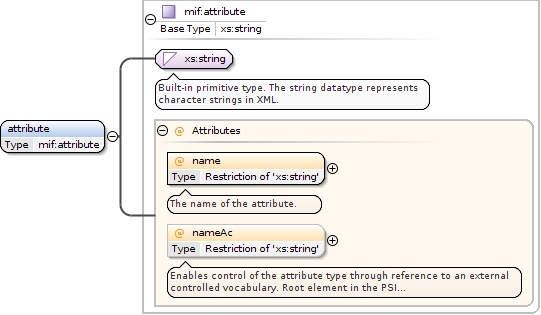 mif:attribute
Base Type xs:string
xs:string
Built-in primitive type. The string datatype represents
character strings in XML.
attribute
Type mif:attribute
Attributes
@ name
Type Restriction of 'xs:string'
The name of the attribute.
@ nameAc
Type Restriction of 'xs:string'
Enables control of the attribute type through reference to an external
controlled vocabulary. Root element in the PSI...